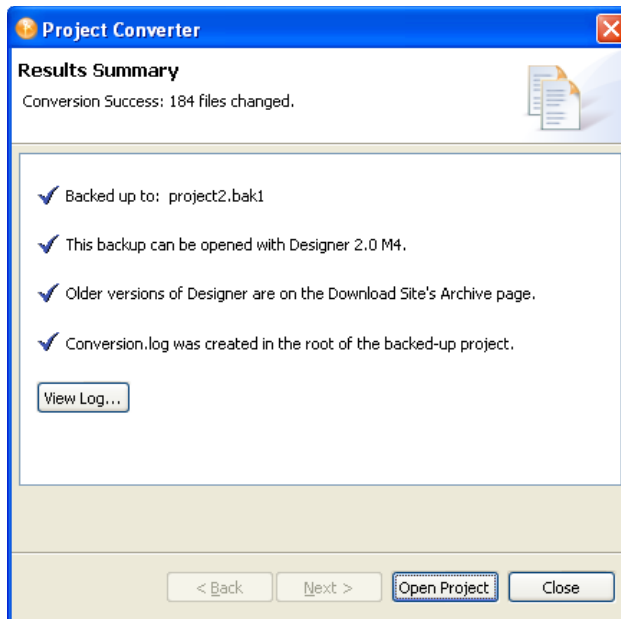 Project Converter
Results Summary
Conversion Success: 184 files changed.
Backed up to: project2.bak1
This backup can be opened with Designer 2.0 M4.
Older versions of Designer are on the Download Site's Archive page.
Conversion.log was created in the root of the backed-up project.
View Log...
< Back Next > Open Project Close